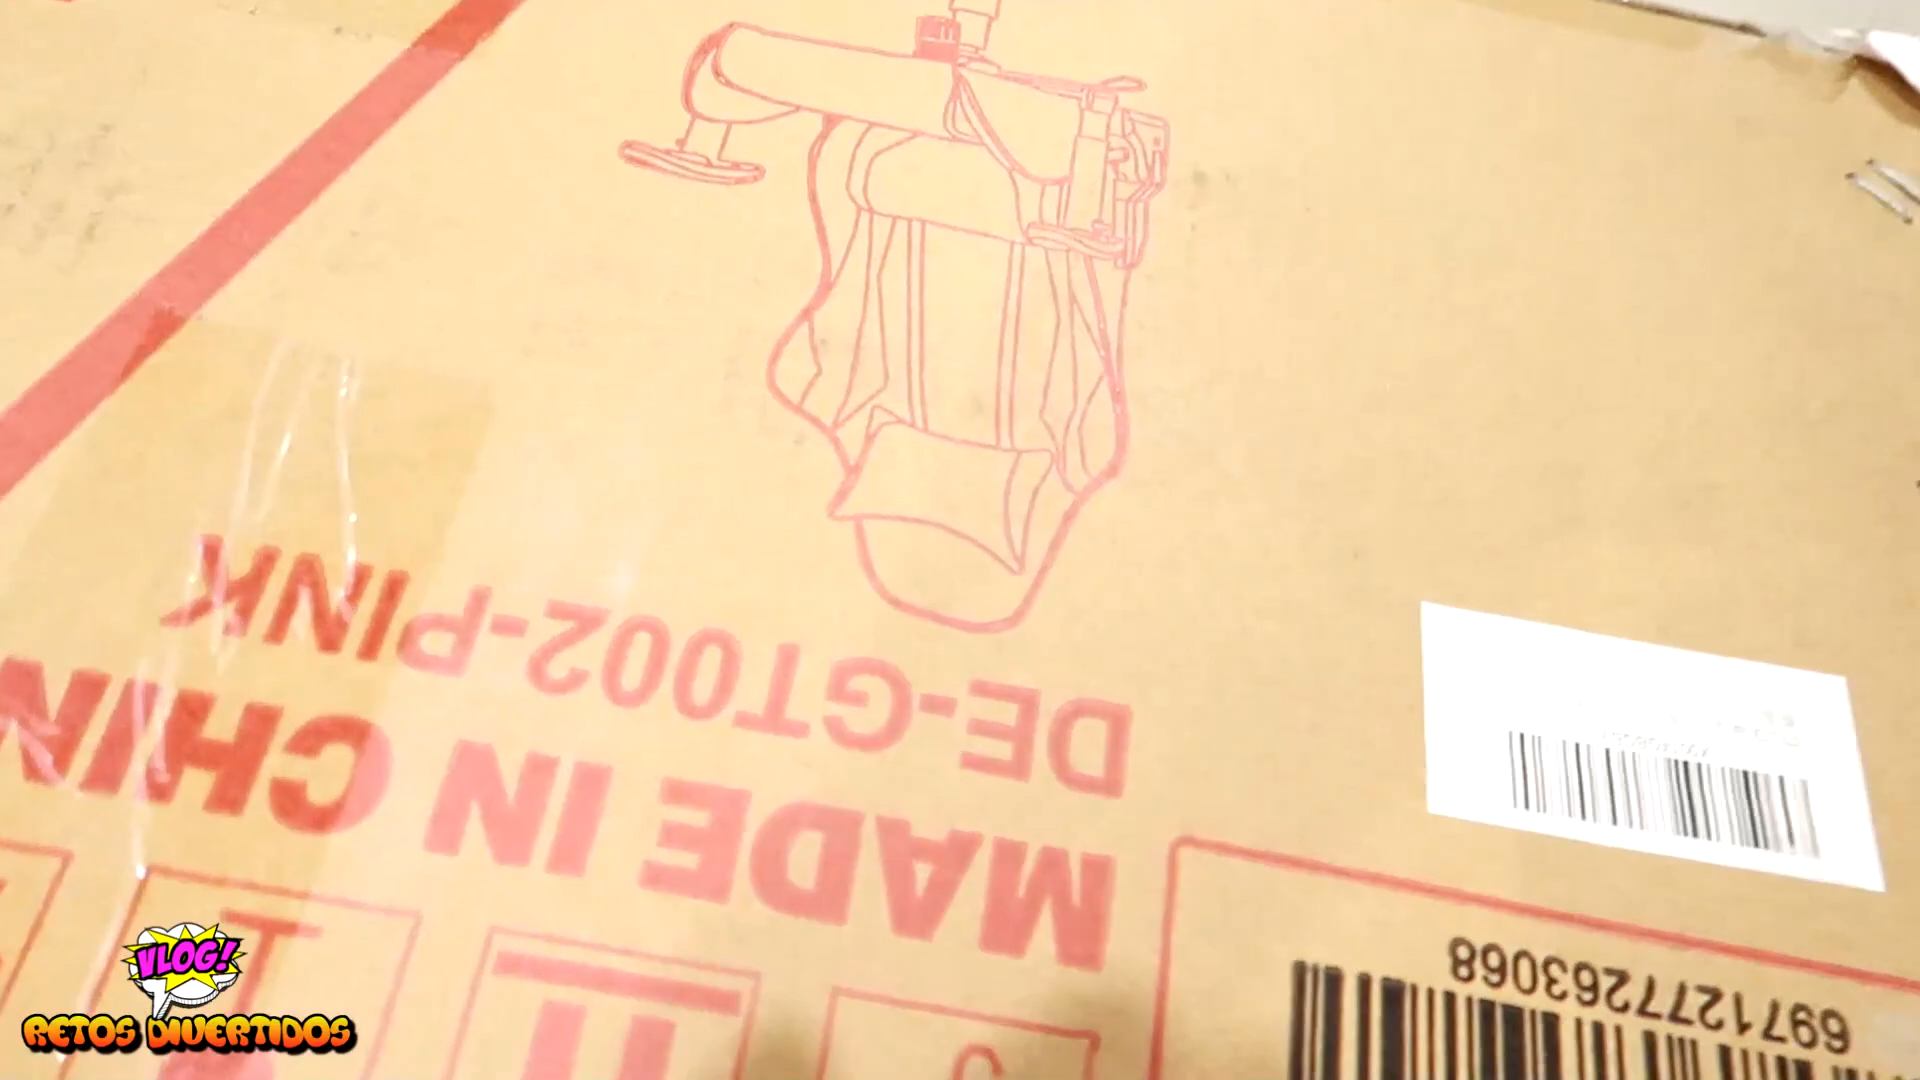 6971277263068
MADE IN CHIN
DE-GT002-PINK
VLOG!
RETOS DIVERTIDOS